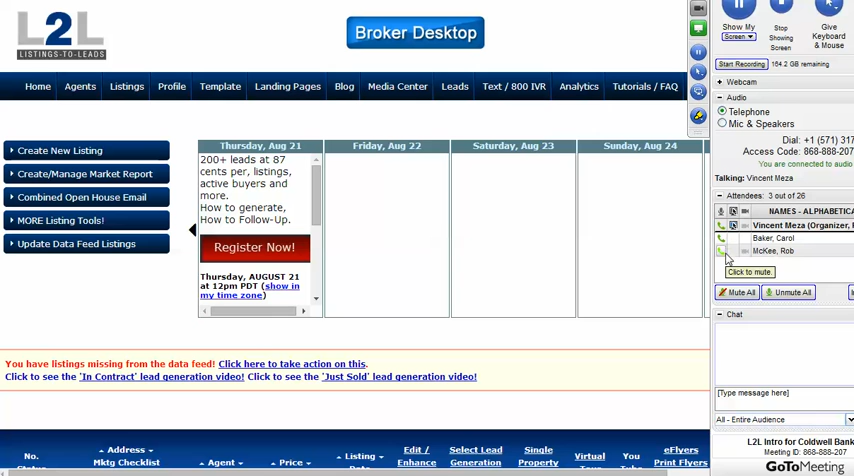 L2L
LISTINGS-TO-LEADS
Broker Desktop
Home Agents Listings Profile Template Landing Pages Blog Media Center Leads Text / 800 IVR Analytics Tutorials / FAQ
Create New Listing
Create/Manage Market Report
Combined Open House Email
MORE Listing Tools!
Update Data Feed Listings
Thursday, Aug 21 Friday, Aug 22 Saturday, Aug 23 Sunday, Aug 24
200+ leads at 87
cents per, listings,
active buyers and
more.
How to generate,
How to Follow-Up.
Register Now!
Thursday, AUGUST 21
at 12pm PDT (show in
my time zone)
You have listings missing from the data feed! Click here to take action on this.
Click to see the 'In Contract' lead generation video! Click to see the 'Just Sold' lead generation video!
No. Address Listing Edit / Select Lead Single Virtual You eFlyers
Mktg Checklist Agent Price Enhance Generation Property Print Flyers
Show My
Screen
Stop
Showing
Screen
Give
Keyboard
& Mouse
Start Recording 164.2 GB remaining
Webcam
Audio
Telephone
Mic & Speakers
Dial: +1 (571) 317
Access Code: 868-888-207
You are connected to audio
Talking: Vincent Meza
Attendees: 3 out of 26
NAMES - ALPHABETICA
Vincent Meza (Organizer,
Baker, Carol
McKee, Rob
Click to mute.
Mute All Unmute All
Chat
[Type message here]
All - Entire Audience
L2L Intro for Coldwell Bank
Meeting ID: 868-888-207
GoToMeeting